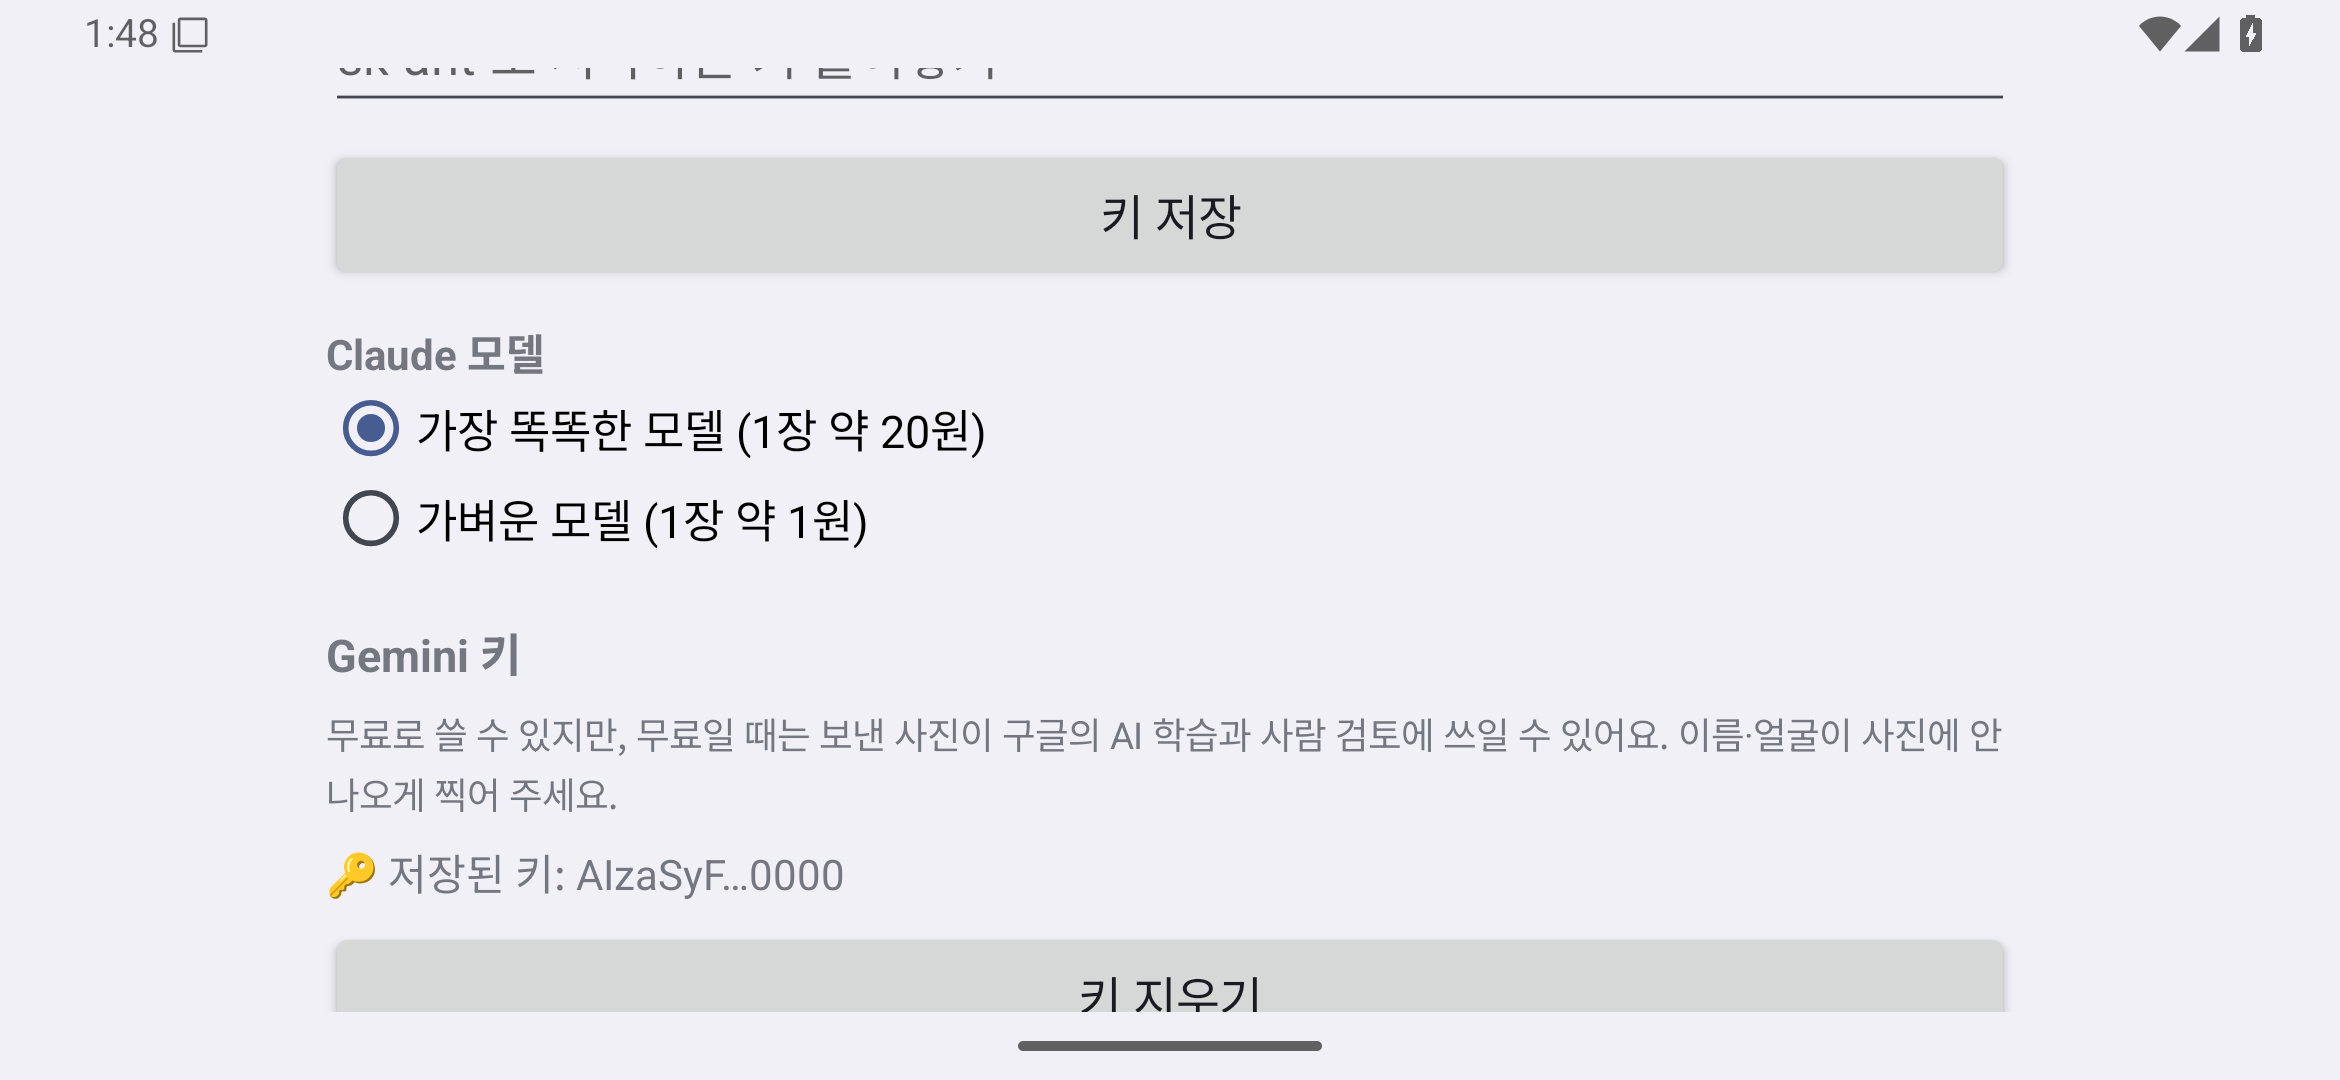 1:48
키 저장
Claude 모델
가장 똑똑한 모델 (1장 약 20원)
가벼운 모델 (1장 약 1원)
Gemini 키
무료로 쓸 수 있지만, 무료일 때는 보낸 사진이 구글의 AI 학습과 사람 검토에 쓰일 수 있어요. 이름·얼굴이 사진에 안
나오게 찍어 주세요.
🔑 저장된 키: AIzaSyF...0000
키 지우기